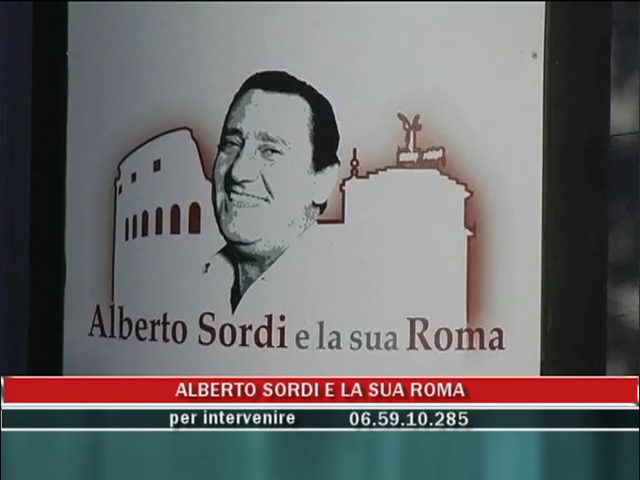 Alberto Sordi e la sua Roma
ALBERTO SORDI E LA SUA ROMA
per intervenire 06.59.10.285